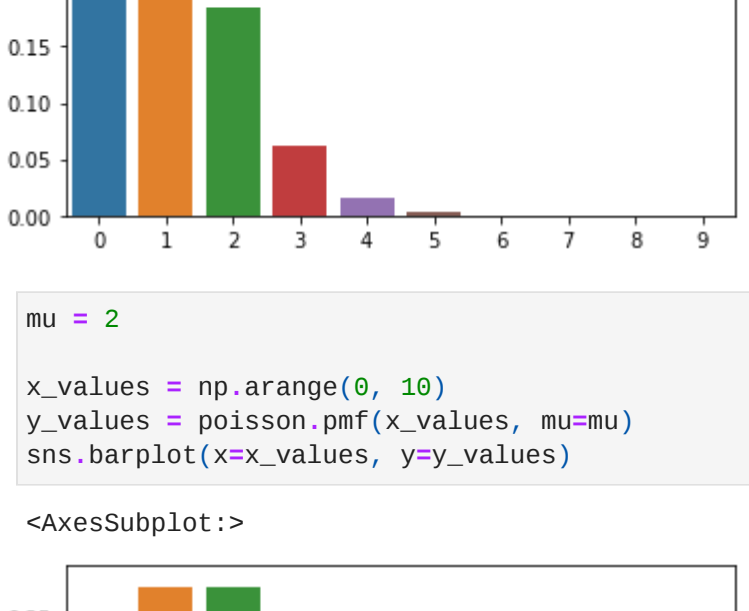 0.15
0.10
0.05
0.00
0 1 2 3 4 5 6 7 8 9
mu = 2
x_values = np.arange(0, 10)
y_values = poisson.pmf(x_values, mu=mu)
sns.barplot(x=x_values, y=y_values)
<AxesSubplot:>